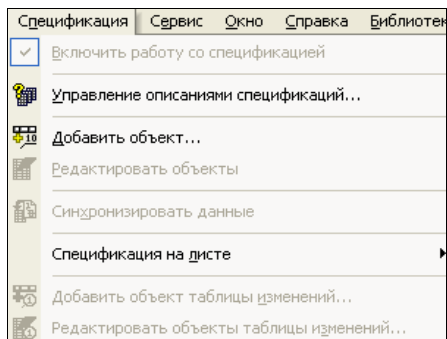 Спецификация Сервис Окно Справка Библиотек
Включить работу со спецификацией
Управление описаниями спецификаций...
Добавить объект...
Редактировать объекты
Синхронизировать данные
Спецификация на листе
Добавить объект таблицы изменений...
Редактировать объекты таблицы изменений...